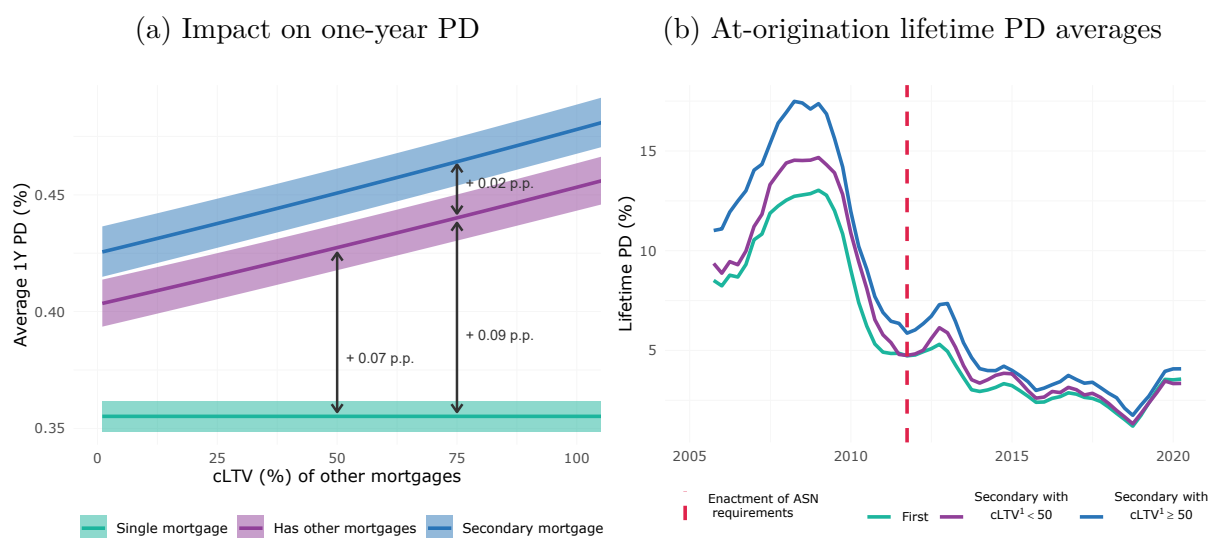 (a) Impact on one-year PD
Average 1Y PD (%)
0.45
0.40
0.35
+ 0.02 p.p.
+ 0.09 p.p.
+ 0.07 p.p.
0
25
50
75
100
cLTV (%) of other mortgages
Single mortgage
Has other mortgages
Secondary mortgage
(b) At-origination lifetime PD averages
Lifetime PD (%)
15
10
5
2005
2010
2015
2020
Enactment of ASN
requirements
First
Secondary with
cLTV¹ < 50
Secondary with
cLTV¹ ≥ 50